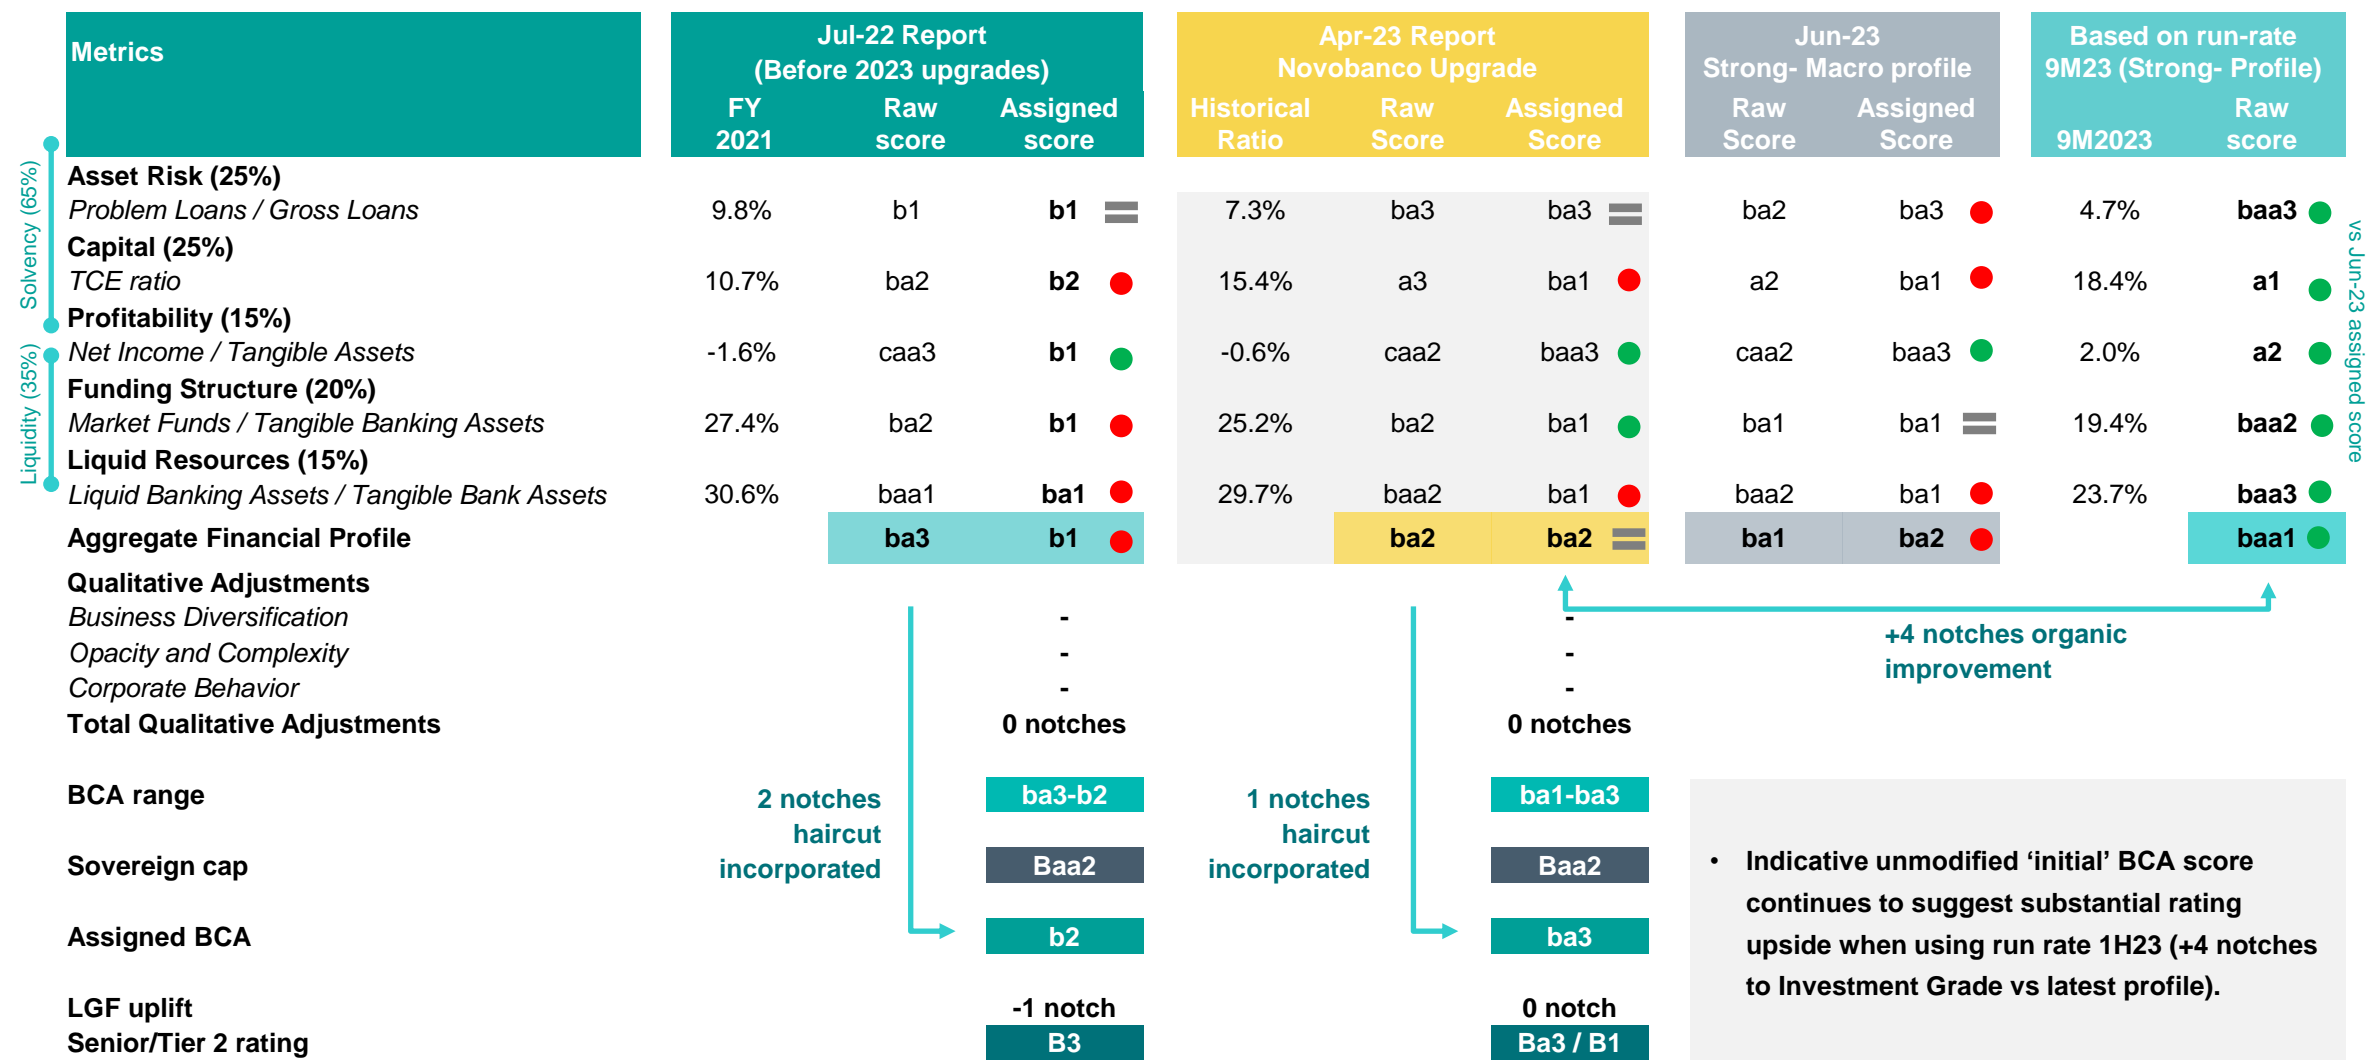 Metrics
Jul-22 Report
(Before 2023 upgrades)
Apr-23 Report
Novobanco Upgrade
Jun-23
Strong- Macro profile
Based on run-rate
9M23 (Strong- Profile)
FY
2021
Raw
score
Assigned
score
Historical
Ratio
Raw
Score
Assigned
Score
Raw
Score
Assigned
Score
9M2023
Raw
score
Solvency (65%)
Liquidity (35%)
vs Jun-23 assigned score
Asset Risk (25%)
Problem Loans / Gross Loans 9.8% b1 b1 7.3% ba3 ba3 ba2 ba3 4.7% baa3
Capital (25%)
TCE ratio 10.7% ba2 b2 15.4% a3 ba1 a2 ba1 18.4% a1
Profitability (15%)
Net Income / Tangible Assets -1.6% caa3 b1 -0.6% caa2 baa3 caa2 baa3 2.0% a2
Funding Structure (20%)
Market Funds / Tangible Banking Assets 27.4% ba2 b1 25.2% ba2 ba1 ba1 ba1 19.4% baa2
Liquid Resources (15%)
Liquid Banking Assets / Tangible Bank Assets 30.6% baa1 ba1 29.7% baa2 ba1 baa2 ba1 23.7% baa3
Aggregate Financial Profile ba3 b1 ba2 ba2 ba1 ba2 baa1
Qualitative Adjustments
Business Diversification - -
Opacity and Complexity - -
Corporate Behavior - -
Total Qualitative Adjustments 0 notches 0 notches
+4 notches organic
improvement
BCA range ba3-b2 ba1-ba3
2 notches
haircut
incorporated
1 notches
haircut
incorporated
Sovereign cap Baa2 Baa2
Assigned BCA b2 ba3
LGF uplift -1 notch 0 notch
Senior/Tier 2 rating B3 Ba3 / B1
• Indicative unmodified ‘initial’ BCA score
continues to suggest substantial rating
upside when using run rate 1H23 (+4 notches
to Investment Grade vs latest profile).